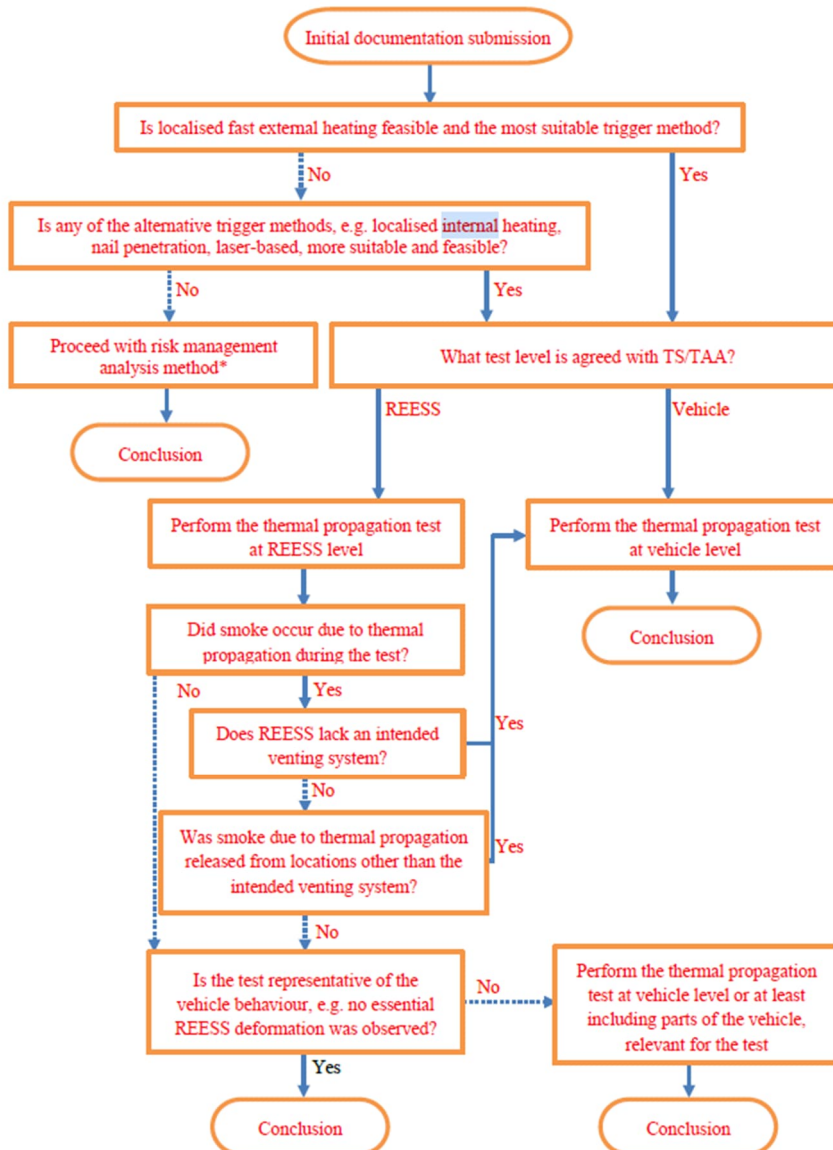 Initial documentation submission
Is localised fast external heating feasible and the most suitable trigger method?
No
Yes
Is any of the alternative trigger methods, e.g. localised internal heating,
nail penetration, laser-based, more suitable and feasible?
No
Yes
Proceed with risk management
analysis method*
What test level is agreed with TS/TAA?
REESS
Vehicle
Conclusion
Perform the thermal propagation test
at REESS level
Perform the thermal propagation test
at vehicle level
Did smoke occur due to thermal
propagation during the test?
Conclusion
No
Yes
Does REESS lack an intended
venting system?
Yes
No
Was smoke due to thermal propagation
released from locations other than the
intended venting system?
Yes
No
Is the test representative of the
vehicle behaviour, e.g. no essential
REESS deformation was observed?
No
Perform the thermal propagation
test at vehicle level or at least
including parts of the vehicle,
relevant for the test
Yes
Conclusion
Conclusion